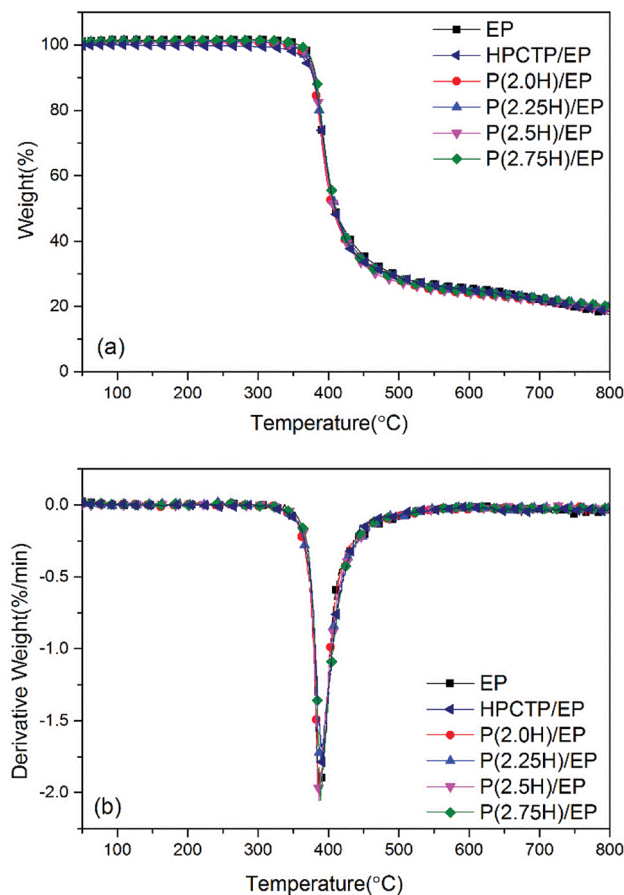 100
80
60
40
20
0
Weight(%)
EP
HPCTP/EP
P(2.0H)/EP
P(2.25H)/EP
P(2.5H)/EP
P(2.75H)/EP
(a)
100 200 300 400 500 600 700 800
Temperature(°C)
0.0
-0.5
-1.0
-1.5
-2.0
Derivative Weight(%/min)
EP
HPCTP/EP
P(2.0H)/EP
P(2.25H)/EP
P(2.5H)/EP
P(2.75H)/EP
(b)
100 200 300 400 500 600 700 800
Temperature(°C)